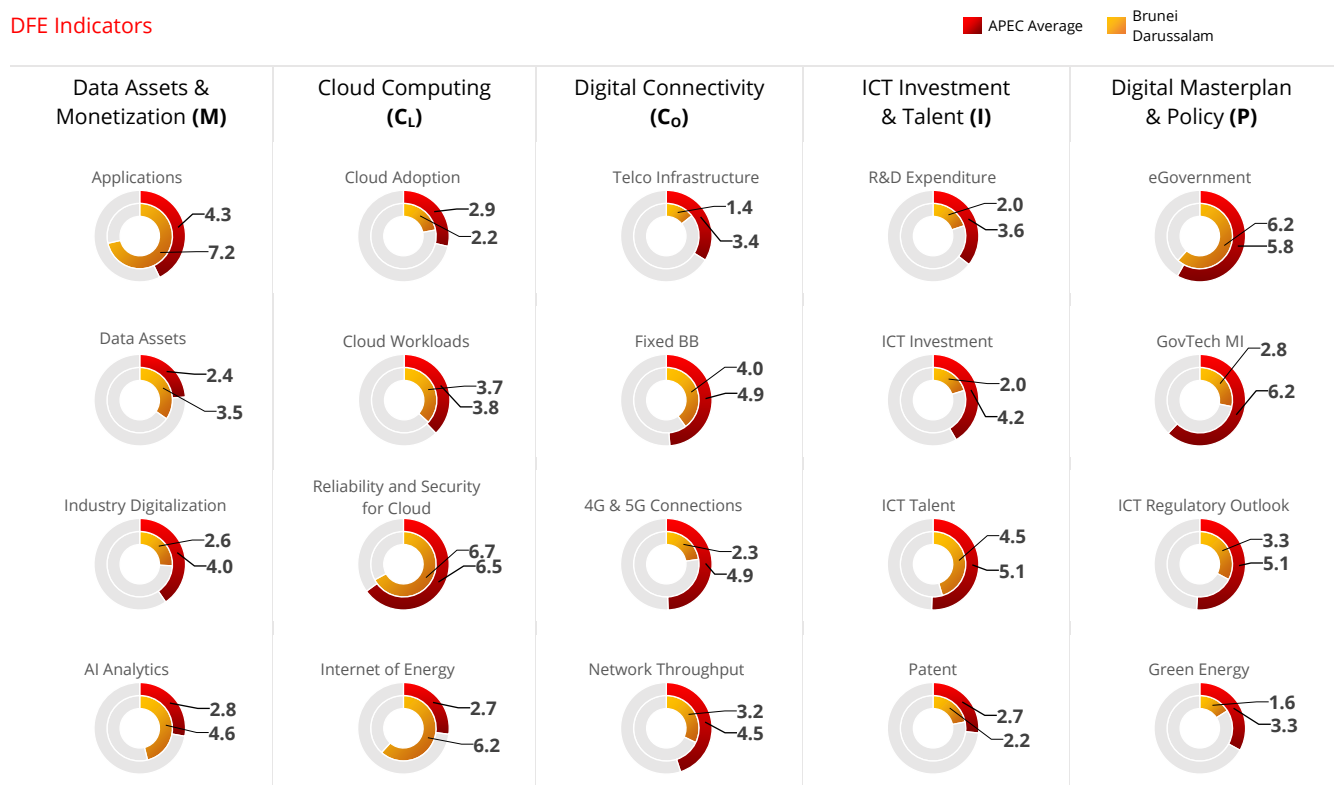 DFE Indicators
APEC Average
Brunei
Darussalam
Data Assets &
Monetization (M)
Applications
4.3
7.2
Data Assets
2.4
3.5
Industry Digitalization
2.6
4.0
AI Analytics
2.8
4.6
Cloud Computing
(CL)
Cloud Adoption
2.9
2.2
Cloud Workloads
3.7
3.8
Reliability and Security
for Cloud
6.7
6.5
Internet of Energy
2.7
6.2
Digital Connectivity
(CO)
Telco Infrastructure
1.4
3.4
Fixed BB
4.0
4.9
4G & 5G Connections
2.3
4.9
Network Throughput
3.2
4.5
ICT Investment
& Talent (I)
R&D Expenditure
2.0
3.6
ICT Investment
2.0
4.2
ICT Talent
4.5
5.1
Patent
2.7
2.2
Digital Masterplan
& Policy (P)
eGovernment
6.2
5.8
GovTech MI
2.8
6.2
ICT Regulatory Outlook
3.3
5.1
Green Energy
1.6
3.3